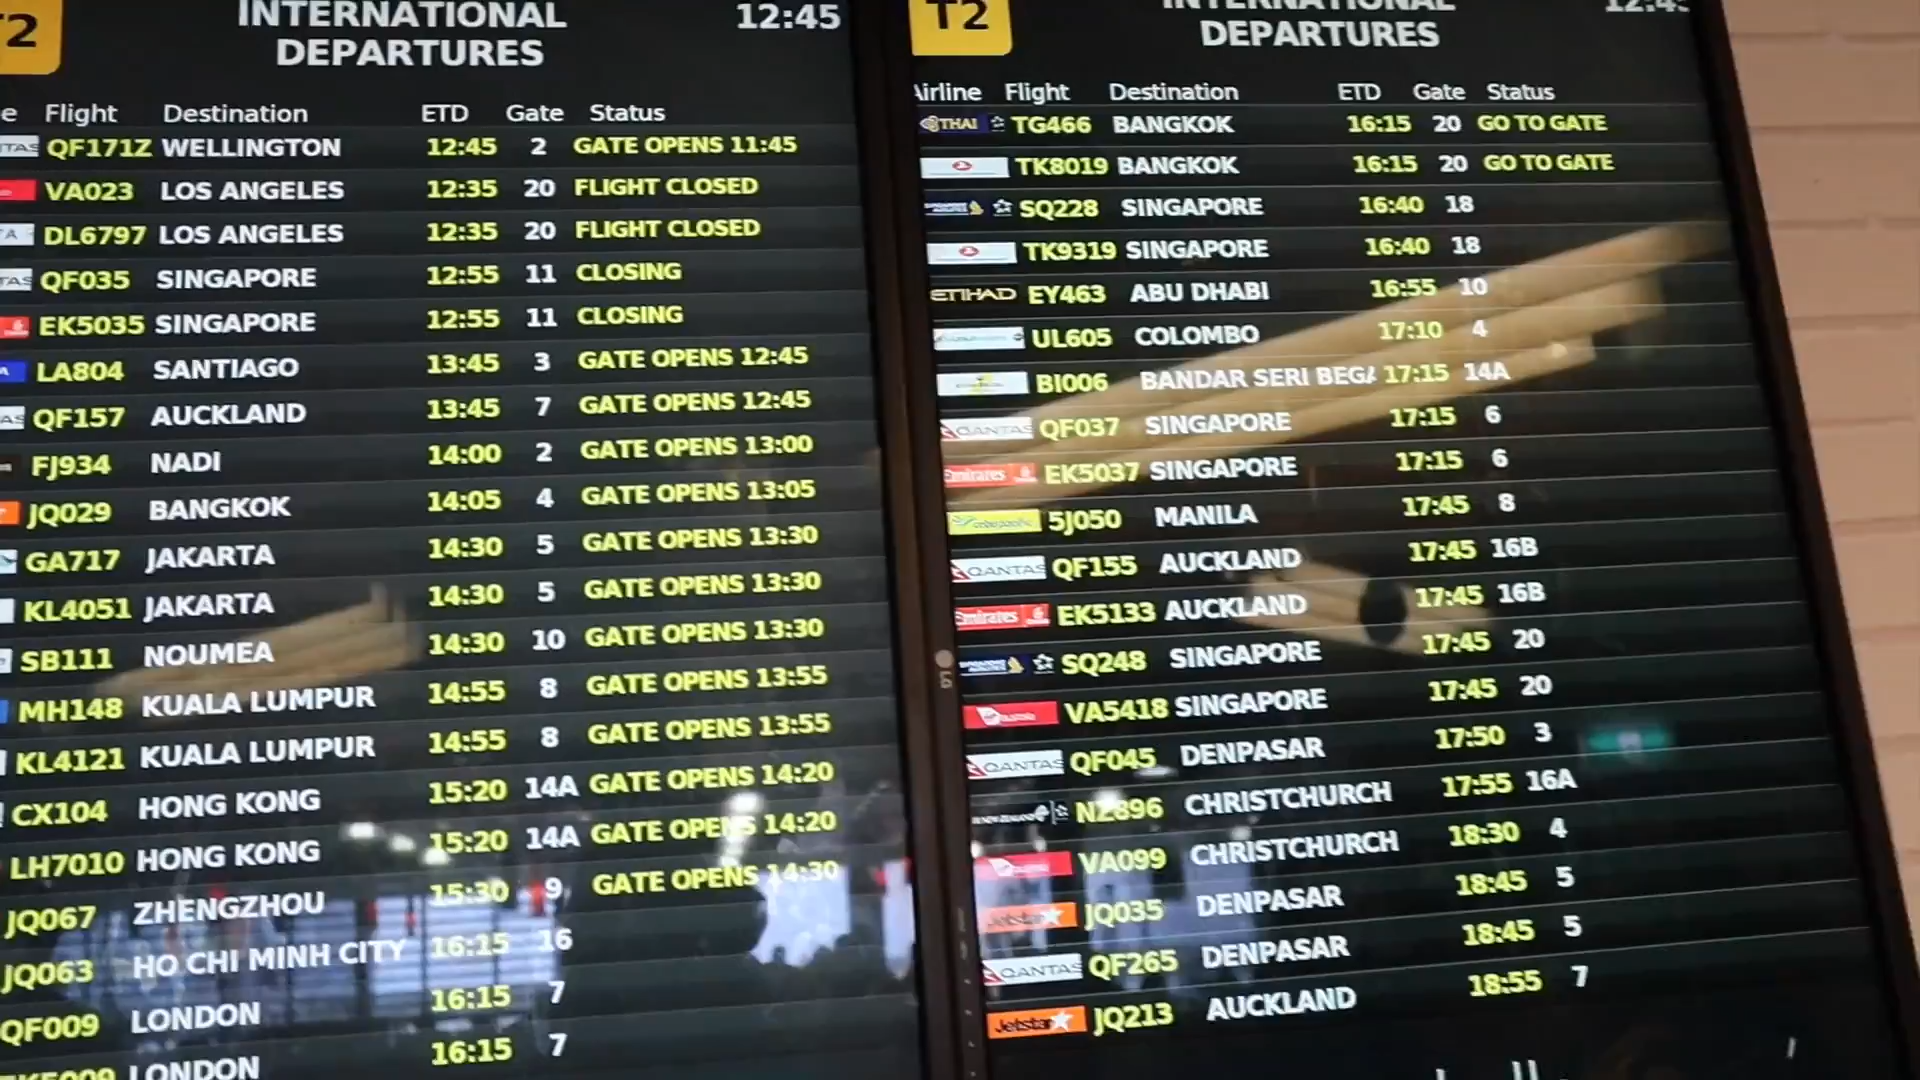 T2 INTERNATIONAL DEPARTURES 12:45
Flight Destination ETD Gate Status
QF171Z WELLINGTON 12:45 2 GATE OPENS 11:45
VA023 LOS ANGELES 12:35 20 FLIGHT CLOSED
DL6797 LOS ANGELES 12:35 20 FLIGHT CLOSED
QF035 SINGAPORE 12:55 11 CLOSING
EK5035 SINGAPORE 12:55 11 CLOSING
LA804 SANTIAGO 13:45 3 GATE OPENS 12:45
QF157 AUCKLAND 13:45 7 GATE OPENS 12:45
FJ934 NADI 14:00 2 GATE OPENS 13:00
JQ029 BANGKOK 14:05 4 GATE OPENS 13:05
GA717 JAKARTA 14:30 5 GATE OPENS 13:30
KL4051 JAKARTA 14:30 5 GATE OPENS 13:30
SB111 NOUMEA 14:30 10 GATE OPENS 13:30
MH148 KUALA LUMPUR 14:55 8 GATE OPENS 13:55
KL4121 KUALA LUMPUR 14:55 8 GATE OPENS 13:55
CX104 HONG KONG 15:20 14A GATE OPENS 14:20
LH7010 HONG KONG 15:20 14A GATE OPENS 14:20
JQ067 ZHENGZHOU 15:30 9 GATE OPENS 14:30
JQ063 HO CHI MINH CITY 16:15 16
QF009 LONDON 16:15 7
LONDON 16:15 7
T2 INTERNATIONAL DEPARTURES
Airline Flight Destination ETD Gate Status
THAI TG466 BANGKOK 16:15 20 GO TO GATE
TK8019 BANGKOK 16:15 20 GO TO GATE
SQ228 SINGAPORE 16:40 18
TK9319 SINGAPORE 16:40 18
ETIHAD EY463 ABU DHABI 16:55 10
UL605 COLOMBO 17:10 4
BI006 BANDAR SERI BEGA 17:15 14A
QANTAS QF037 SINGAPORE 17:15 6
Emirates EK5037 SINGAPORE 17:15 6
5J050 MANILA 17:45 8
QANTAS QF155 AUCKLAND 17:45 16B
Emirates EK5133 AUCKLAND 17:45 16B
SQ248 SINGAPORE 17:45 20
VA5418 SINGAPORE 17:45 20
QANTAS QF045 DENPASAR 17:50 3
NZ896 CHRISTCHURCH 17:55 16A
VA099 CHRISTCHURCH 18:30 4
Jetstar JQ035 DENPASAR 18:45 5
QANTAS QF265 DENPASAR 18:45 5
Jetstar JQ213 AUCKLAND 18:55 7
LG